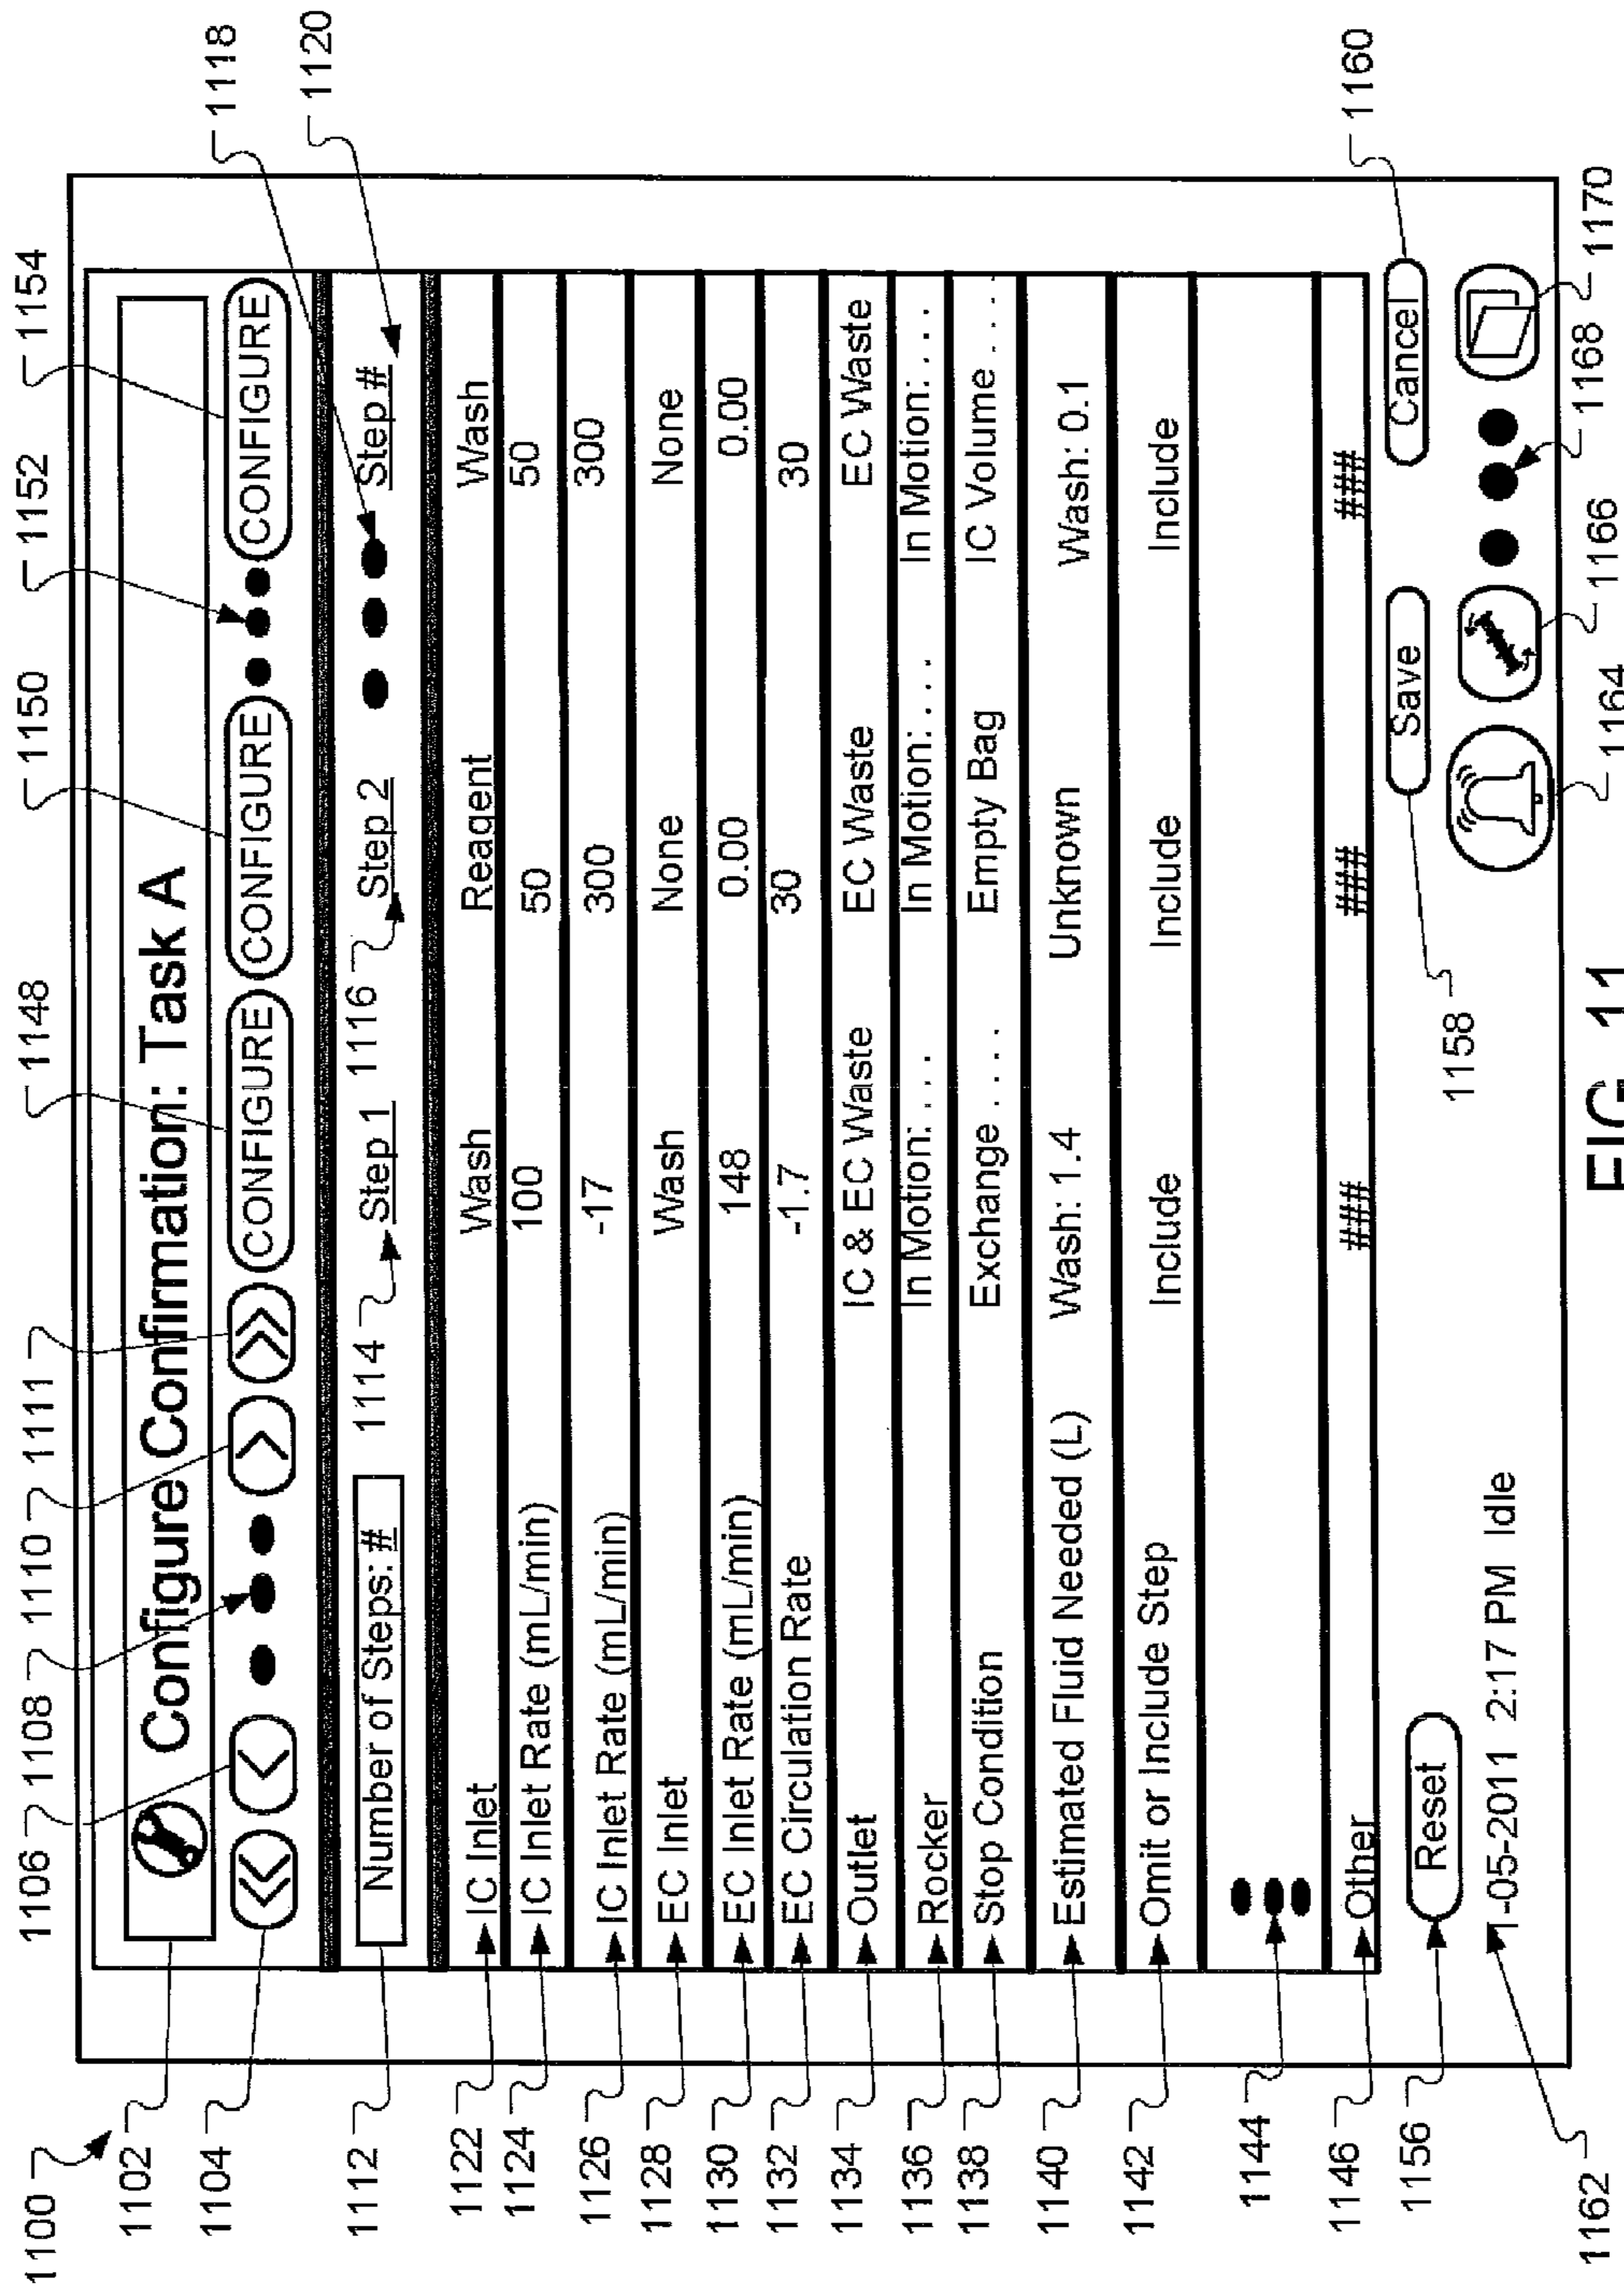 1100
1102
1104
1106
1108
1110
1111
1148
1150
1152
1154
Configure Confirmation: Task A
CONFIGURE CONFIGURE CONFIGURE
1118
1120
1112
Number of Steps: # 1114 Step 1 1116 Step 2 Step #
1122 IC Inlet Wash Reagent Wash
1124 IC Inlet Rate (mL/min) 100 50 50
1126 IC Inlet Rate (mL/min) -17 300 300
1128 EC Inlet Wash None None
1130 EC Inlet Rate (mL/min) 148 0.00 0.00
1132 EC Circulation Rate -1.7 30 30
1134 Outlet IC & EC Waste EC Waste EC Waste
1136 Rocker In Motion: . . . In Motion: . . . . In Motion: . . . .
1138 Stop Condition Exchange . . . . Empty Bag IC Volume . . . .
1140 Estimated Fluid Needed (L) Wash: 1.4 Unknown Wash: 0.1
1142 Omit or Include Step Include Include Include
1144
1146 Other ### ### ###
1156 Reset 1158 Save Cancel 1160
1162 1-05-2011 2:17 PM Idle
1164
1166
1168
1170
FIG. 11